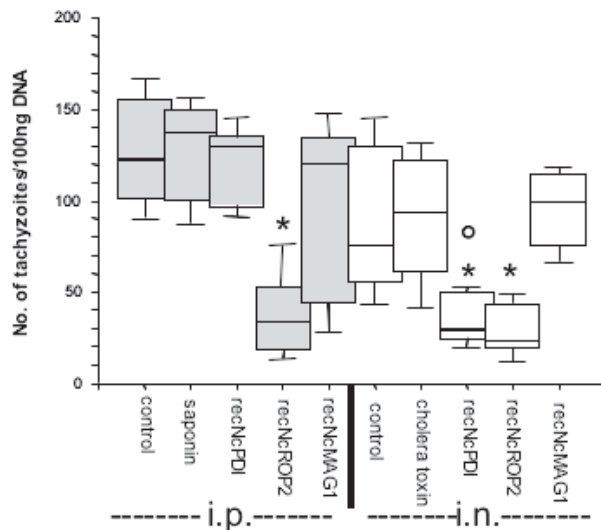 No. of tachyzoites/100ng DNA
200
150
100
50
0
*
*
*
control
saponin
recNcPDI
recNcROP2
recNcMAG1
control
cholera toxin
recNcPDI
recNcROP2
recNcMAG1
--------- i.p.-------- --------i.n.--------